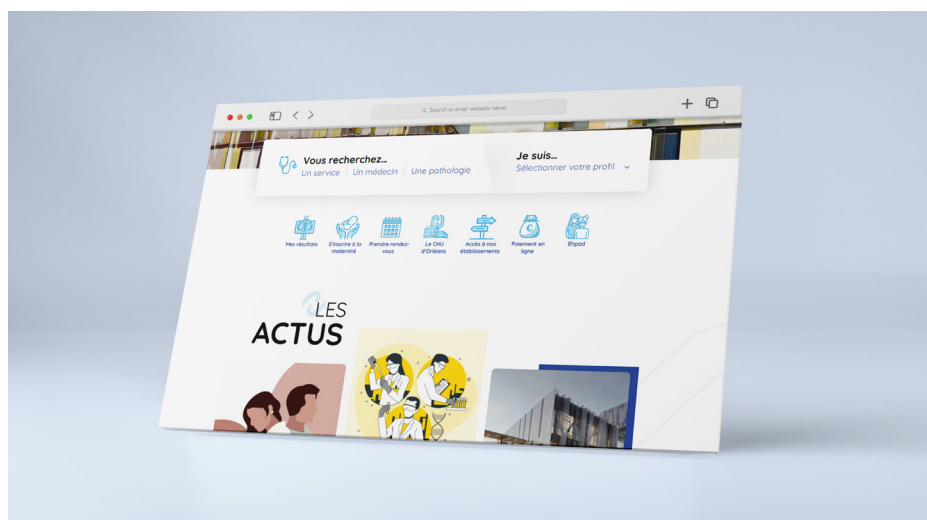 Search or enter website name
Vous recherchez...
Un service Un médecin Une pathologie
Je suis...
Sélectionner votre profil
Mes résultats
S'inscrire à la
maternité
Prendre rendez-
vous
Le CHU
d'Orléans
Accès à nos
établissements
Paiement en
ligne
Ehpad
LES
ACTUS